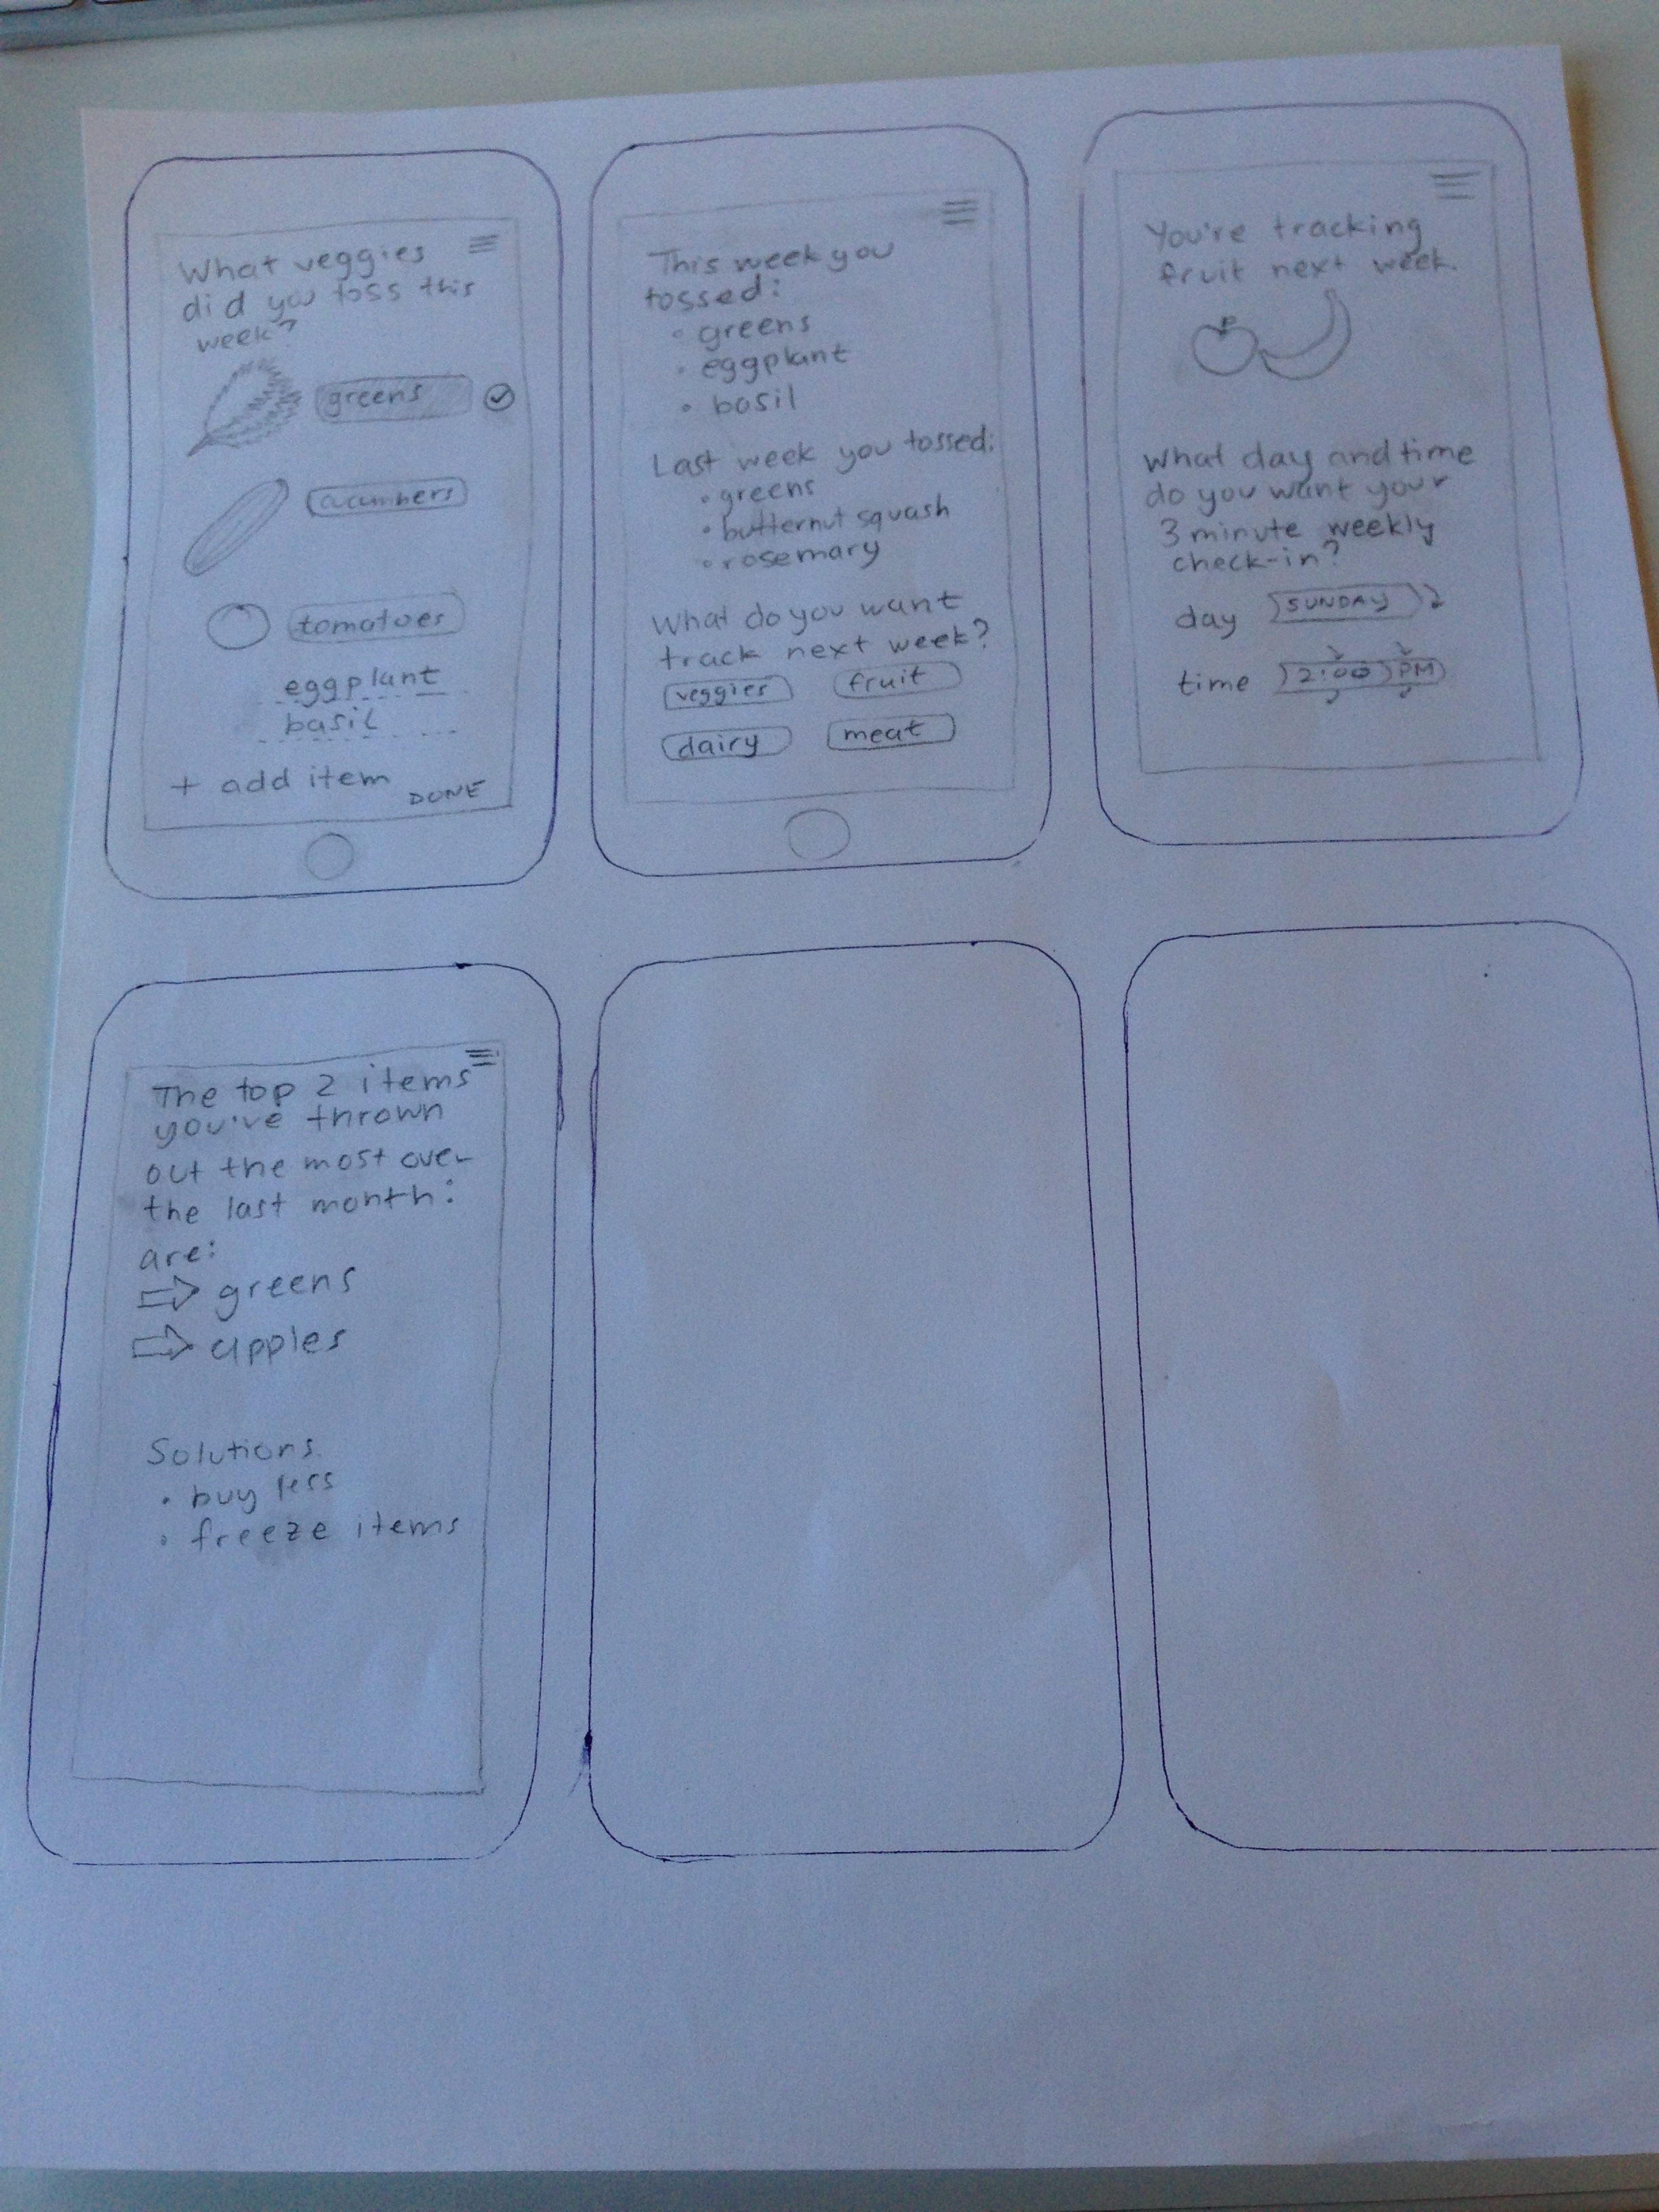 What veggies
did you toss this
week?
greens
cucumbers
tomatoes
eggplant
basil
+ add item
DONE
This week you
tossed:
• greens
• eggplant
• basil
Last week you tossed:
• greens
• butternut squash
• rosemary
What do you want
track next week?
veggies fruit
dairy meat
You're tracking
fruit next week.
What day and time
do you want your
3 minute weekly
check-in?
day SUNDAY
time 2:00 PM
The top 2 items
you've thrown
out the most over
the last month:
are:
⇨ greens
⇨ apples
Solutions
• buy less
• freeze items